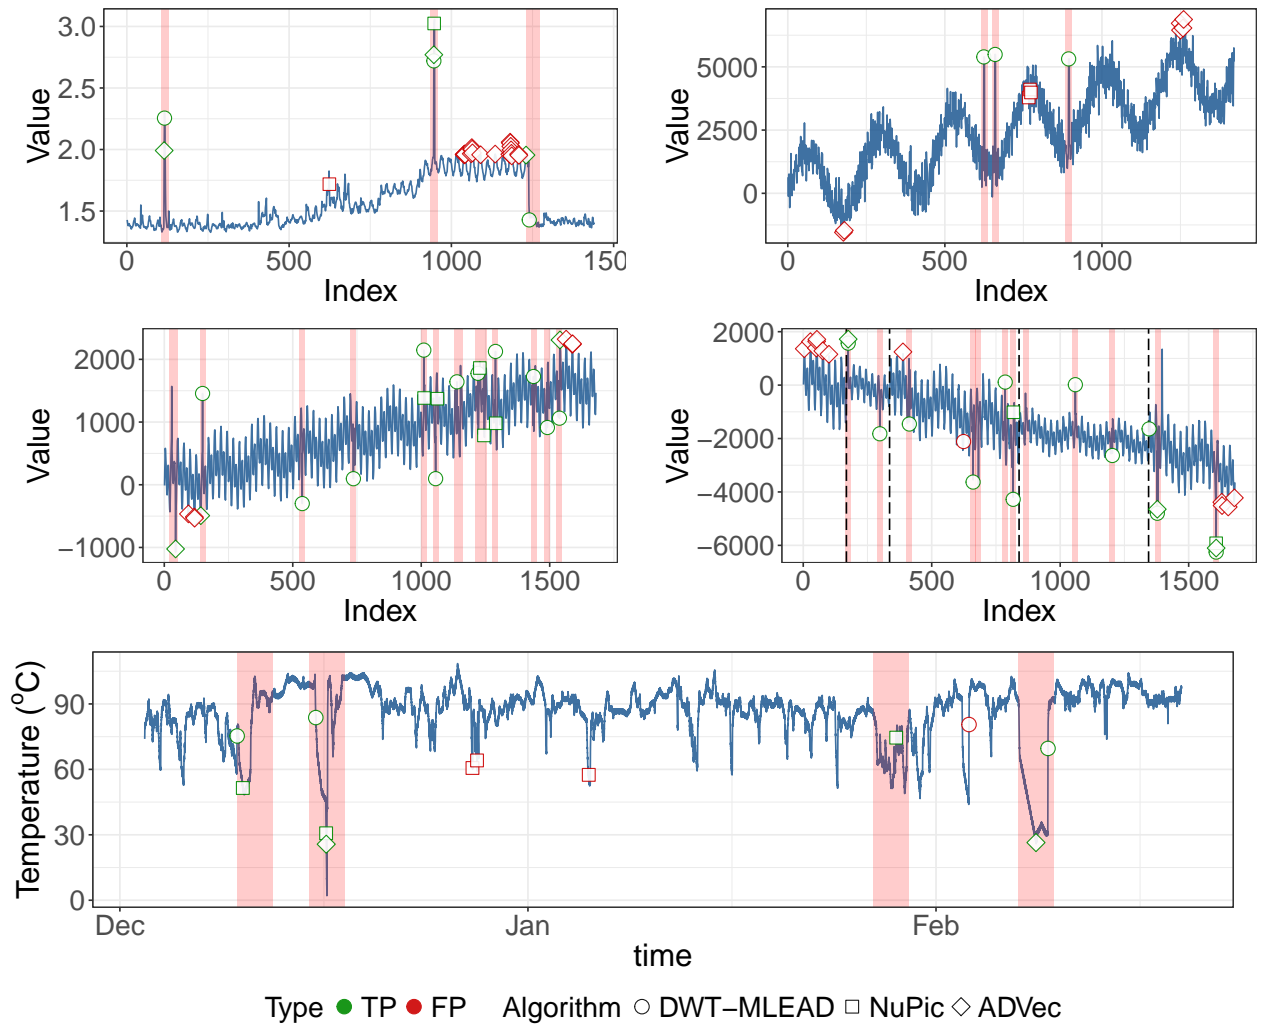 3.0
2.5
2.0
1.5
Value
0
500
1000
150
Index
5000
2500
0
Value
0
500
1000
Index
2000
1000
0
−1000
Value
0
500
1000
1500
Index
2000
0
−2000
−4000
−6000
Value
0
500
1000
1500
Index
90
60
30
0
Temperature (°C)
Dec
Jan
Feb
time
Type TP FP Algorithm DWT−MLEAD NuPic ADVec